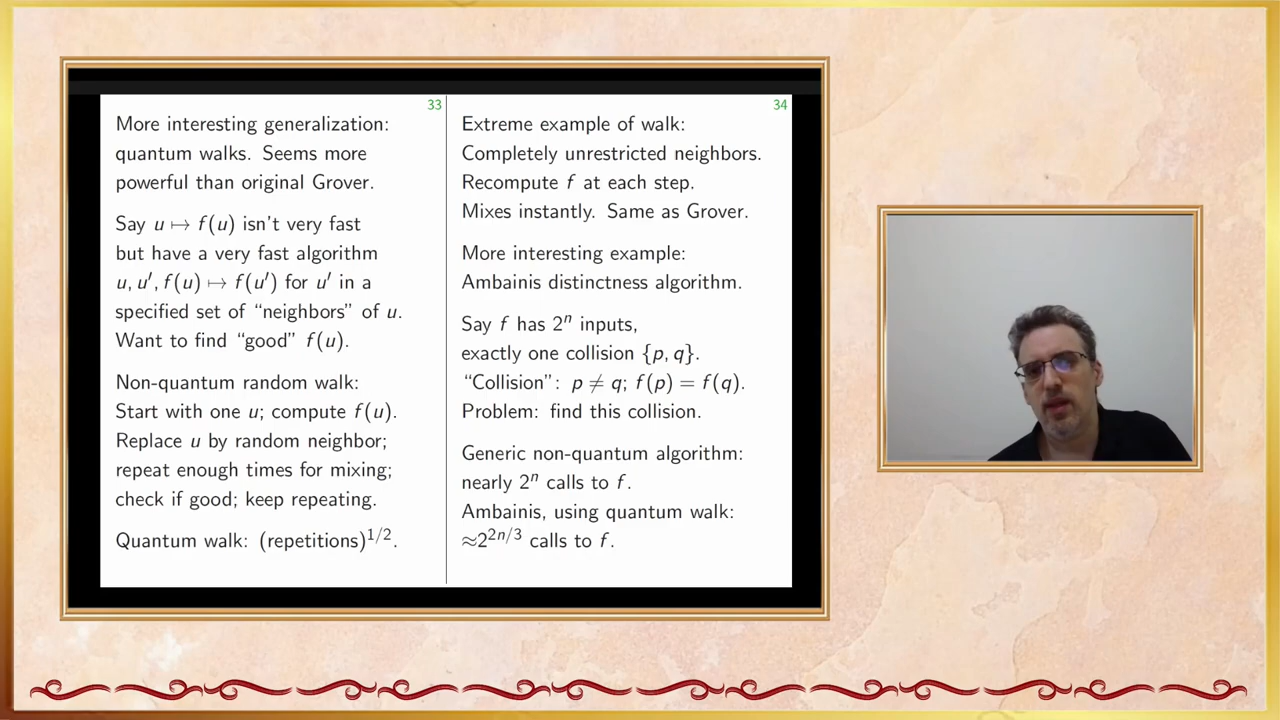 33
More interesting generalization:
quantum walks. Seems more
powerful than original Grover.
Say u ↦ f(u) isn't very fast
but have a very fast algorithm
u, u′, f(u) ↦ f(u′) for u′ in a
specified set of “neighbors” of u.
Want to find “good” f(u).
Non-quantum random walk:
Start with one u; compute f(u).
Replace u by random neighbor;
repeat enough times for mixing;
check if good; keep repeating.
Quantum walk: (repetitions)^1/2.
34
Extreme example of walk:
Completely unrestricted neighbors.
Recompute f at each step.
Mixes instantly. Same as Grover.
More interesting example:
Ambainis distinctness algorithm.
Say f has 2^n inputs,
exactly one collision {p, q}.
“Collision”: p ≠ q; f(p) = f(q).
Problem: find this collision.
Generic non-quantum algorithm:
nearly 2^n calls to f.
Ambainis, using quantum walk:
≈2^2n/3 calls to f.